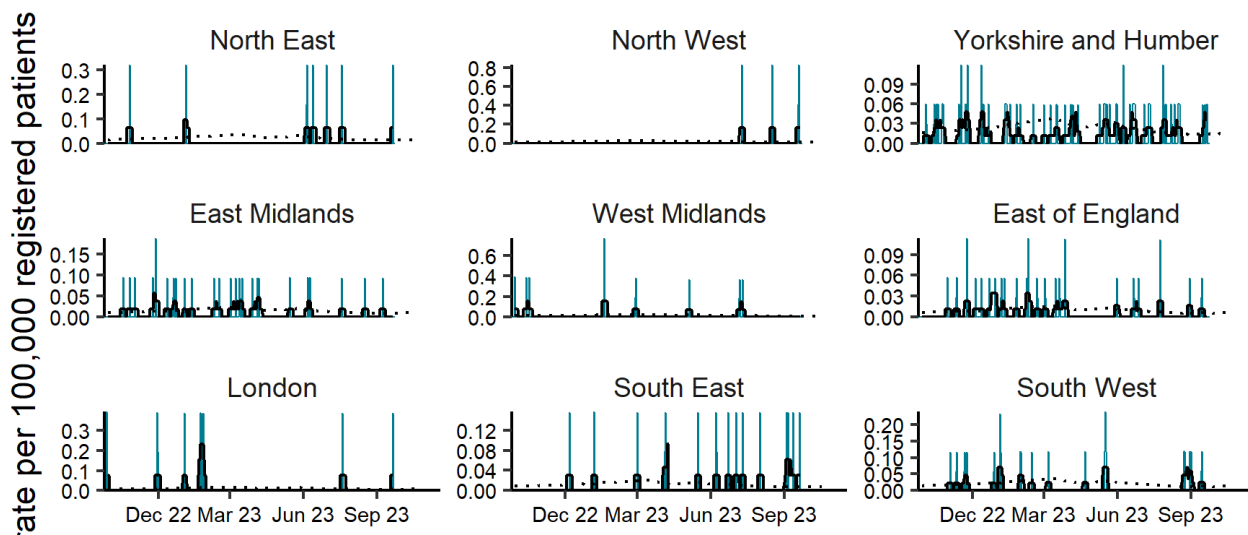 rate per 100,000 registered patients
North East
0.3
0.2
0.1
0.0
North West
0.8
0.6
0.4
0.2
0.0
Yorkshire and Humber
0.09
0.06
0.03
0.00
East Midlands
0.15
0.10
0.05
0.00
West Midlands
0.6
0.4
0.2
0.0
East of England
0.09
0.06
0.03
0.00
London
0.3
0.2
0.1
0.0
Dec 22 Mar 23 Jun 23 Sep 23
South East
0.12
0.08
0.04
0.00
Dec 22 Mar 23 Jun 23 Sep 23
South West
0.20
0.15
0.10
0.05
0.00
Dec 22 Mar 23 Jun 23 Sep 23